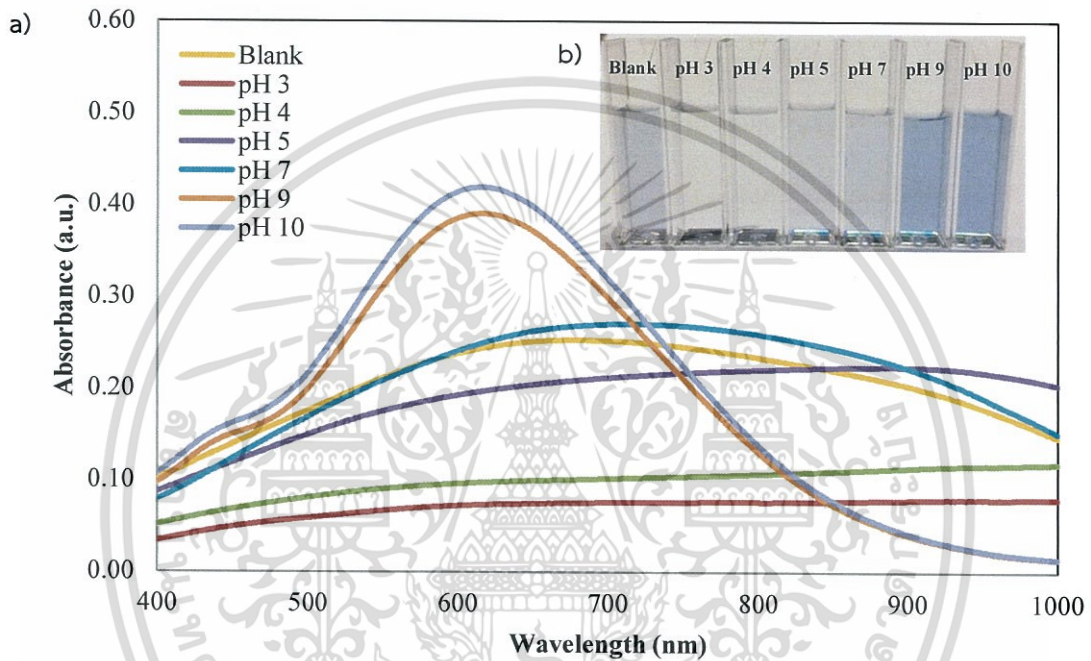 a)
0.60
0.50
0.40
0.30
0.20
0.10
0.00
Absorbance (a.u.)
Blank
pH 3
pH 4
pH 5
pH 7
pH 9
pH 10
b)
Blank pH 3 pH 4 pH 5 pH 7 pH 9 pH 10
400 500 600 700 800 900 1000
Wavelength (nm)